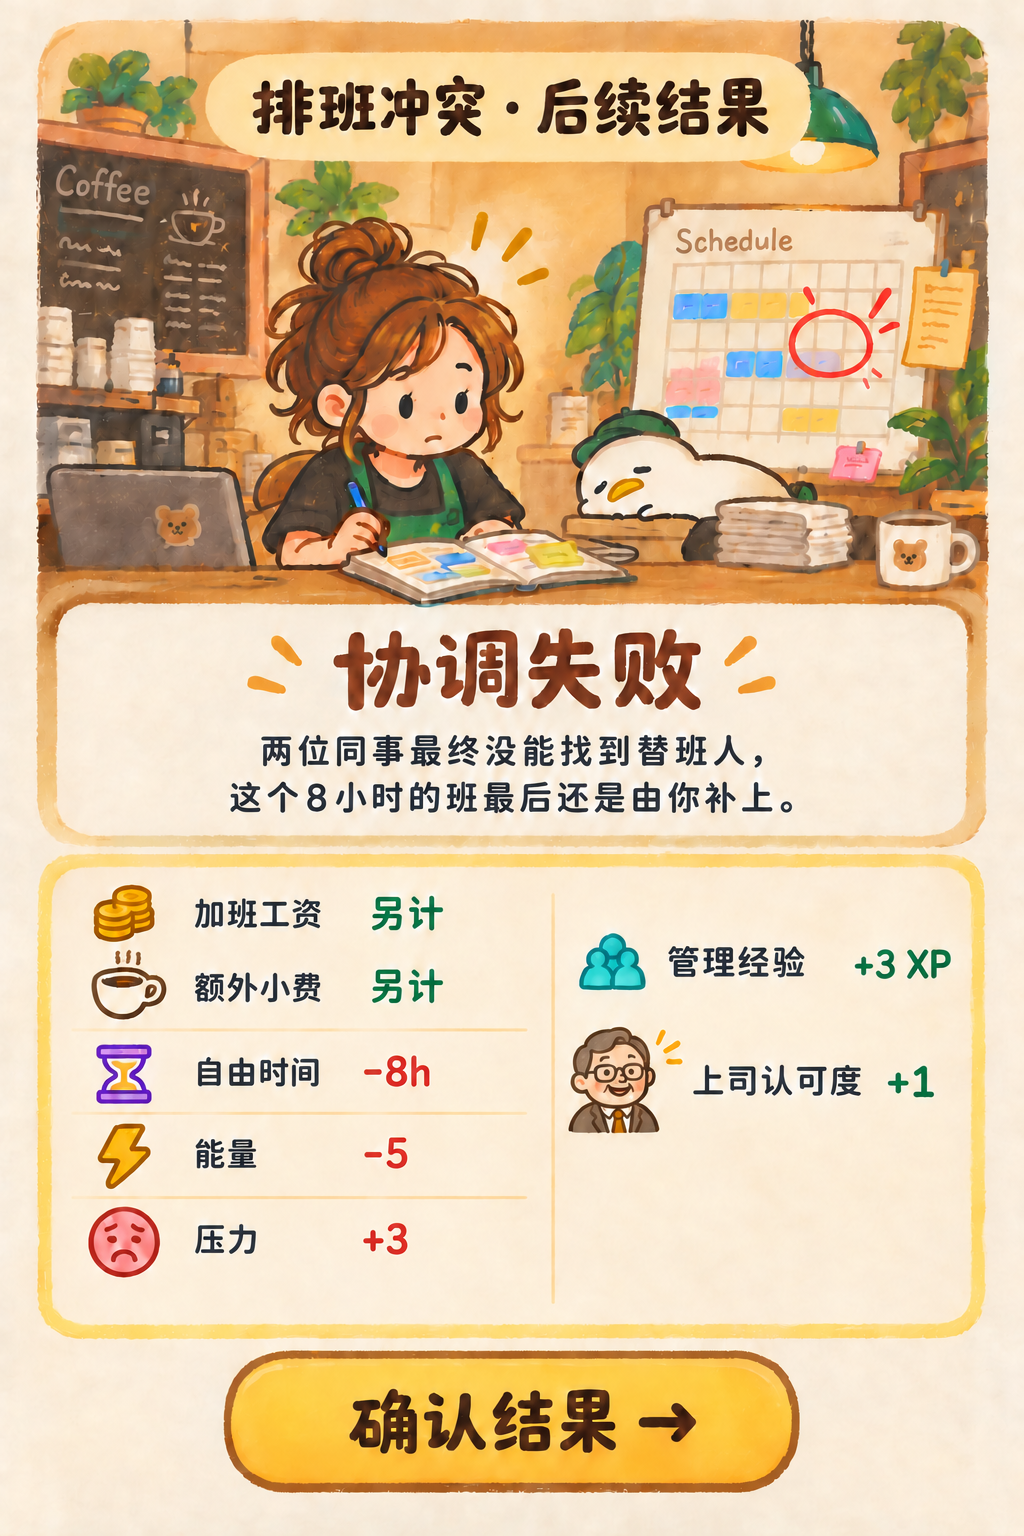 排班冲突·后续结果
Coffee
Schedule
协调失败
两位同事最终没能找到替班人，
这个8小时的班最后还是由你补上。
加班工资 另计
额外小费 另计
自由时间 -8h
能量 -5
压力 +3
管理经验 +3 XP
上司认可度 +1
确认结果 →